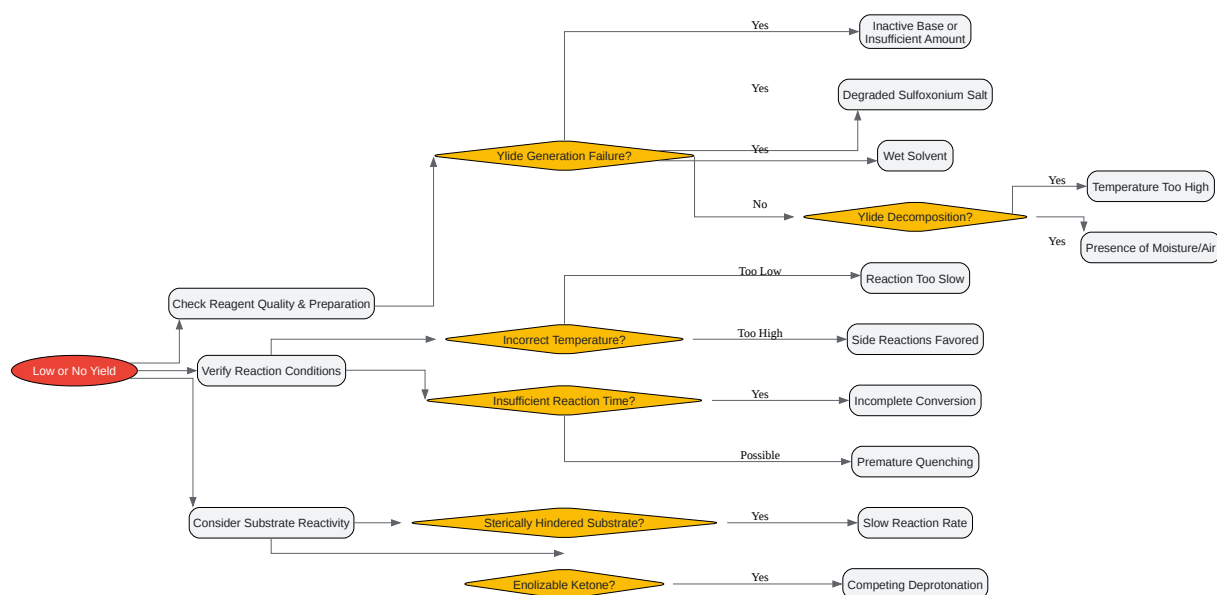 Yes
Inactive Base or
Insufficient Amount
Yes
Degraded Sulfoxonium Salt
Ylide Generation Failure?
Yes
Wet Solvent
No
Ylide Decomposition?
Yes
Temperature Too High
Yes
Presence of Moisture/Air
Too Low
Reaction Too Slow
Check Reagent Quality & Preparation
Incorrect Temperature?
Too High
Side Reactions Favored
Low or No Yield
Verify Reaction Conditions
Insufficient Reaction Time?
Yes
Incomplete Conversion
Possible
Premature Quenching
Consider Substrate Reactivity
Sterically Hindered Substrate?
Yes
Slow Reaction Rate
Enolizable Ketone?
Yes
Competing Deprotonation